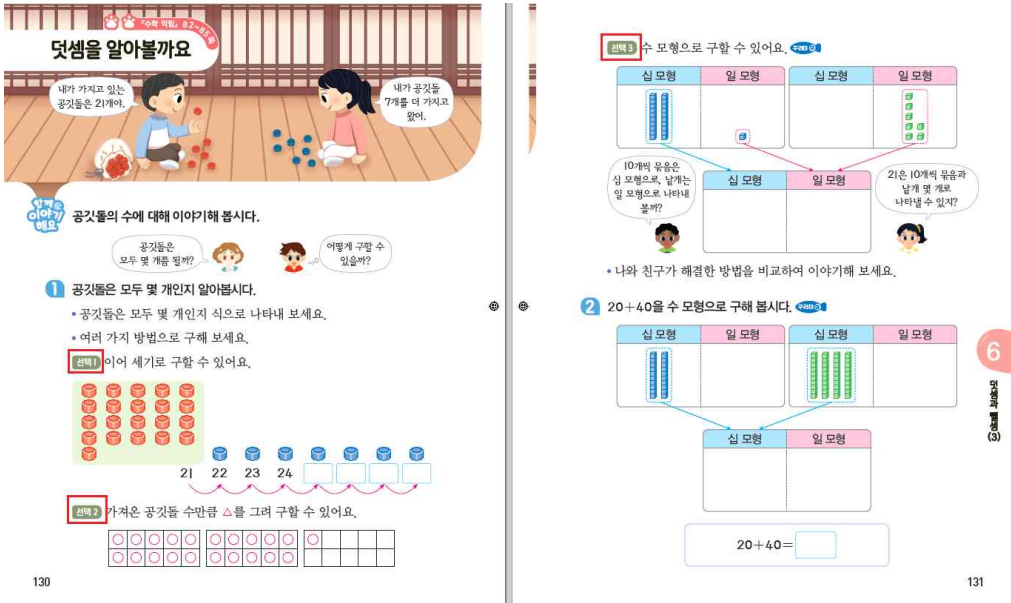 『수학 익힘』 82~85 쪽
덧셈을 알아볼까요
내가 가지고 있는
공깃돌은 21개야.
내가 공깃돌
7개를 더 가지고
왔어.
함께
이야기
해요
공깃돌의 수에 대해 이야기해 봅시다.
공깃돌은
모두 몇 개쯤 될까?
어떻게 구할 수
있을까?
1 공깃돌은 모두 몇 개인지 알아봅시다.
• 공깃돌은 모두 몇 개인지 식으로 나타내 보세요.
• 여러 가지 방법으로 구해 보세요.
선택 1 이어 세기로 구할 수 있어요.
21 22 23 24
선택 2 가져온 공깃돌 수만큼 △를 그려 구할 수 있어요.
130
선택 3 수 모형으로 구할 수 있어요.
십 모형 일 모형 십 모형 일 모형
10개씩 묶음은
십 모형으로, 낱개는
일 모형으로 나타내
볼까?
십 모형 일 모형
21은 10개씩 묶음과
낱개 몇 개로
나타낼 수 있지?
• 나와 친구가 해결한 방법을 비교하여 이야기해 보세요.
2 20+40을 수 모형으로 구해 봅시다.
십 모형 일 모형 십 모형 일 모형
십 모형 일 모형
20+40=
6
덧셈과 뺄셈(3)
131